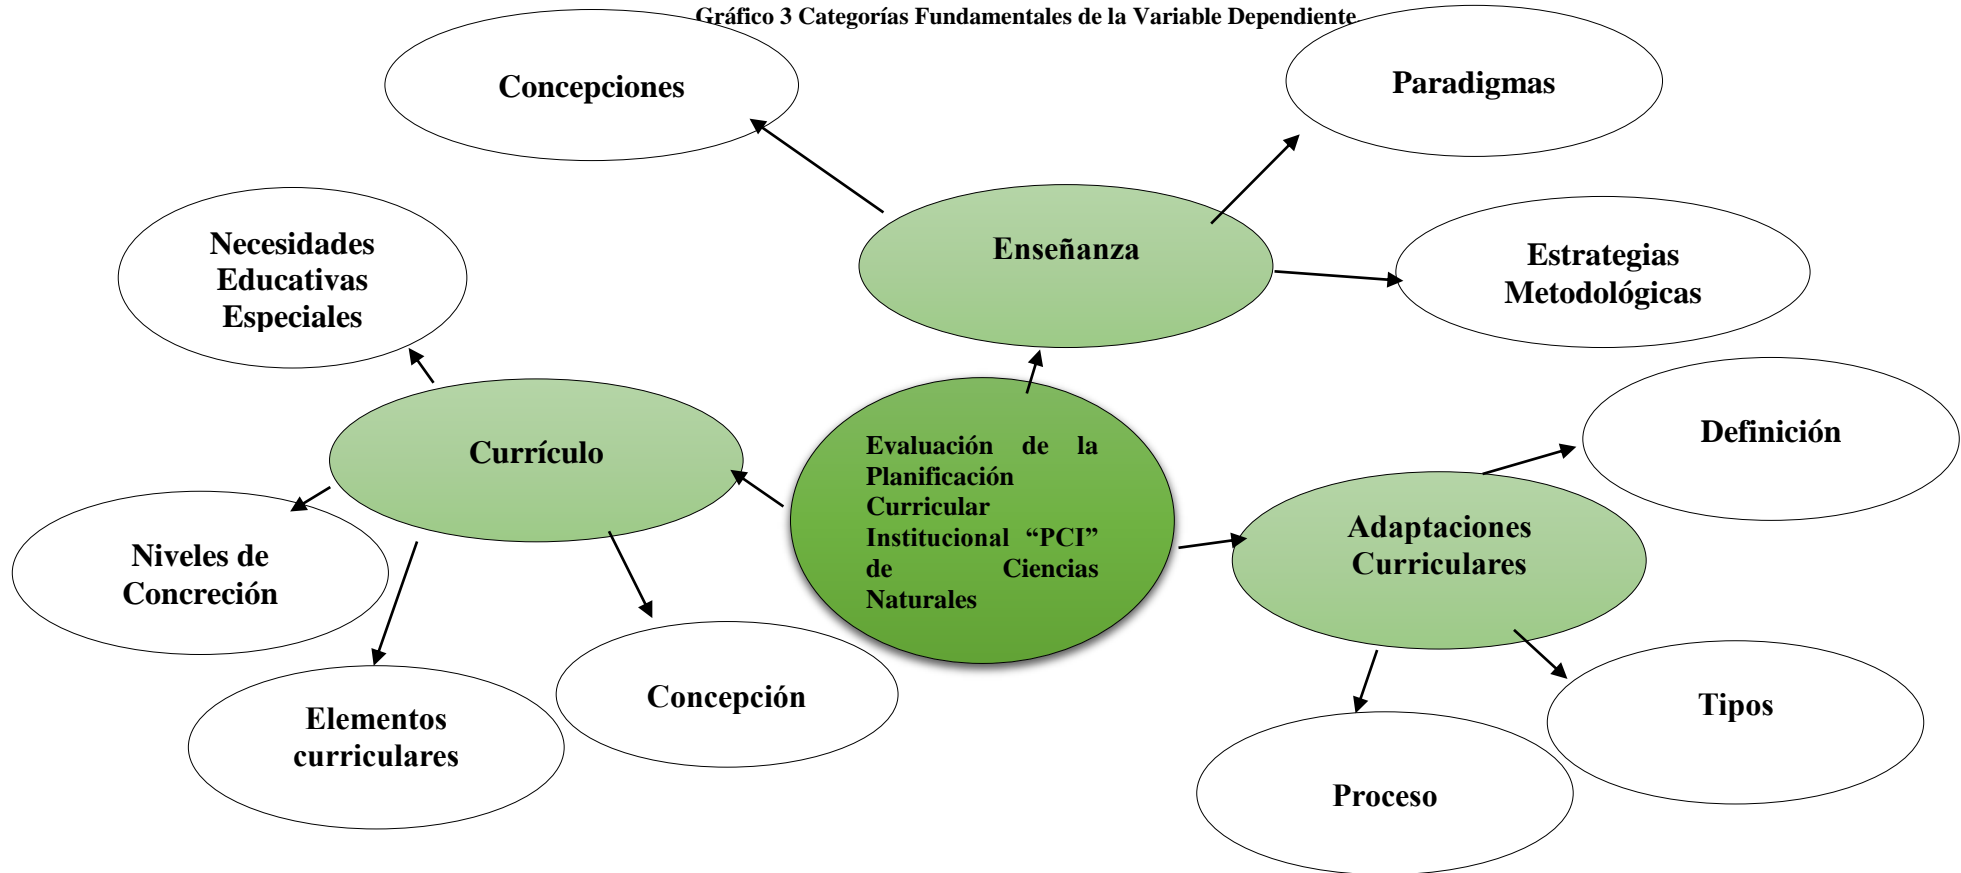 Gráfico 3 Categorías Fundamentales de la Variable Dependiente.
Concepciones
Paradigmas
Necesidades
Educativas
Especiales
Enseñanza
Estrategias
Metodológicas
Currículo
Evaluación de la
Planificación
Curricular
Institucional “PCI”
de Ciencias
Naturales
Definición
Adaptaciones
Curriculares
Niveles de
Concreción
Elementos
curriculares
Concepción
Tipos
Proceso